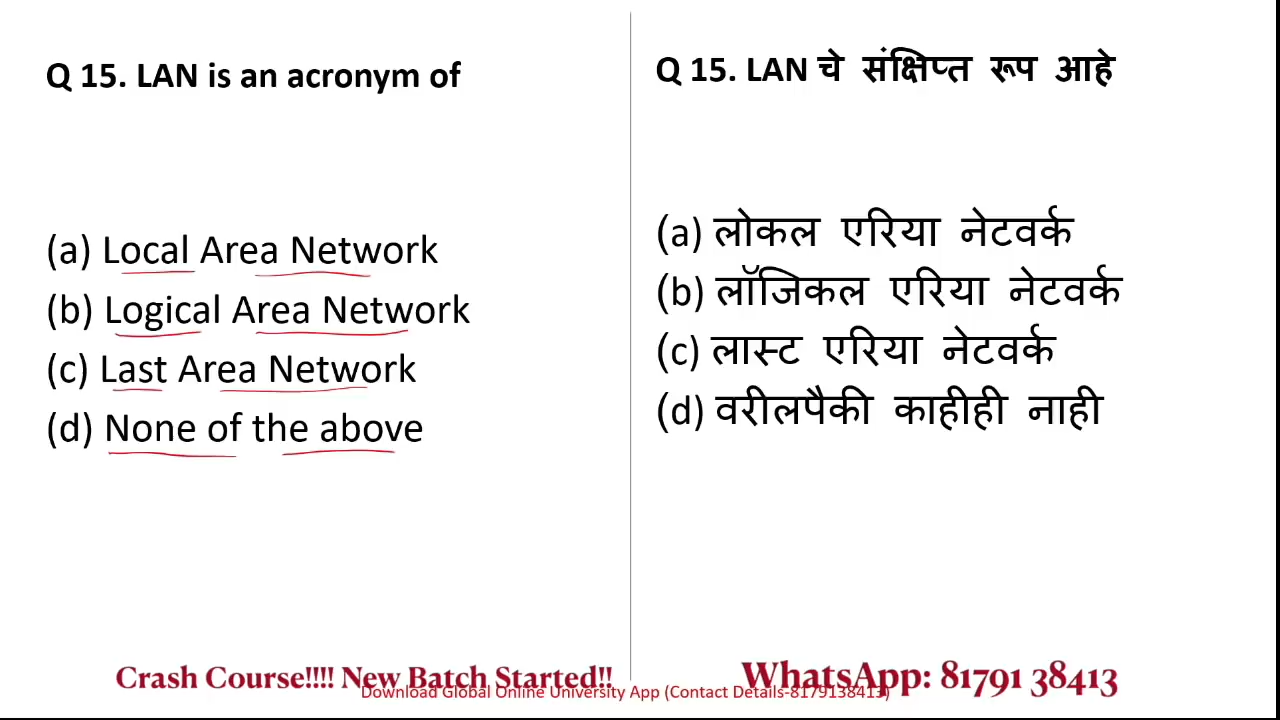 Q 15. LAN is an acronym of
(a) Local Area Network
(b) Logical Area Network
(c) Last Area Network
(d) None of the above
Q 15. LAN चे संक्षिप्त रूप आहे
(a) लोकल एरिया नेटवर्क
(b) लॉजिकल एरिया नेटवर्क
(c) लास्ट एरिया नेटवर्क
(d) वरीलपैकी काहीही नाही
Crash Course!!!! New Batch Started!!
WhatsApp: 81791 38413
Download Global Online University App (Contact Details-8179138413)